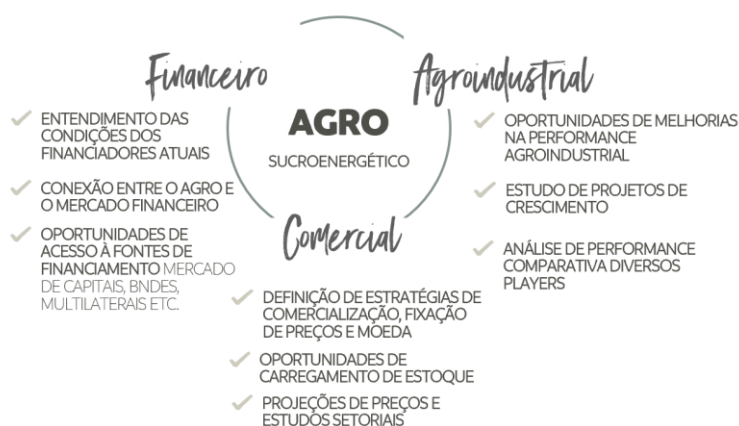 Financeiro
ENTENDIMENTO DAS
CONDIÇÕES DOS
FINANCIADORES ATUAIS
CONEXÃO ENTRE O AGRO E
O MERCADO FINANCEIRO
OPORTUNIDADES DE
ACESSO À FONTES DE
FINANCIAMENTO MERCADO
DE CAPITAIS, BNDES,
MULTILATERAIS ETC.
AGRO
SUCROENERGÉTICO
Agroindustrial
OPORTUNIDADES DE MELHORIAS
NA PERFORMANCE
AGROINDUSTRIAL
ESTUDO DE PROJETOS DE
CRESCIMENTO
ANÁLISE DE PERFORMANCE
COMPARATIVA DIVERSOS
PLAYERS
Comercial
DEFINIÇÃO DE ESTRATÉGIAS DE
COMERCIALIZAÇÃO, FIXAÇÃO
DE PREÇOS E MOEDA
OPORTUNIDADES DE
CARREGAMENTO DE ESTOQUE
PROJEÇÕES DE PREÇOS E
ESTUDOS SETORIAIS